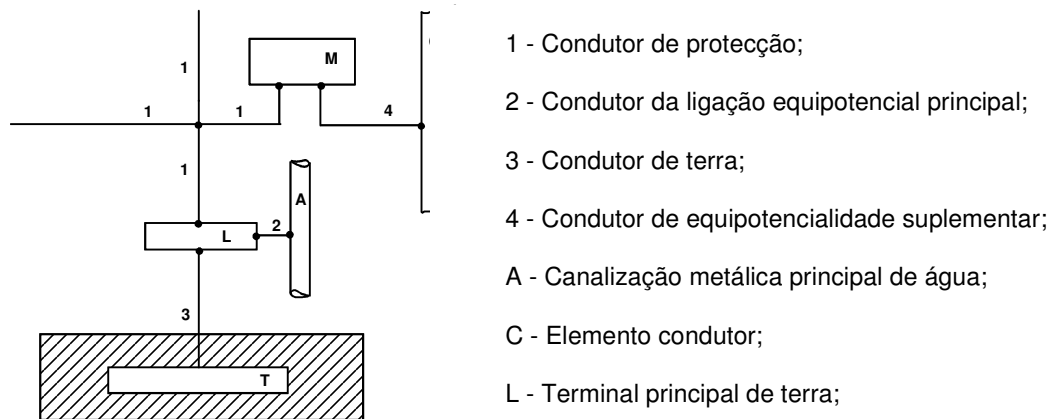 M
1
1
1
4
1
A
L
2
3
T
1 - Condutor de protecção;
2 - Condutor da ligação equipotencial principal;
3 - Condutor de terra;
4 - Condutor de equipotencialidade suplementar;
A - Canalização metálica principal de água;
C - Elemento condutor;
L - Terminal principal de terra;